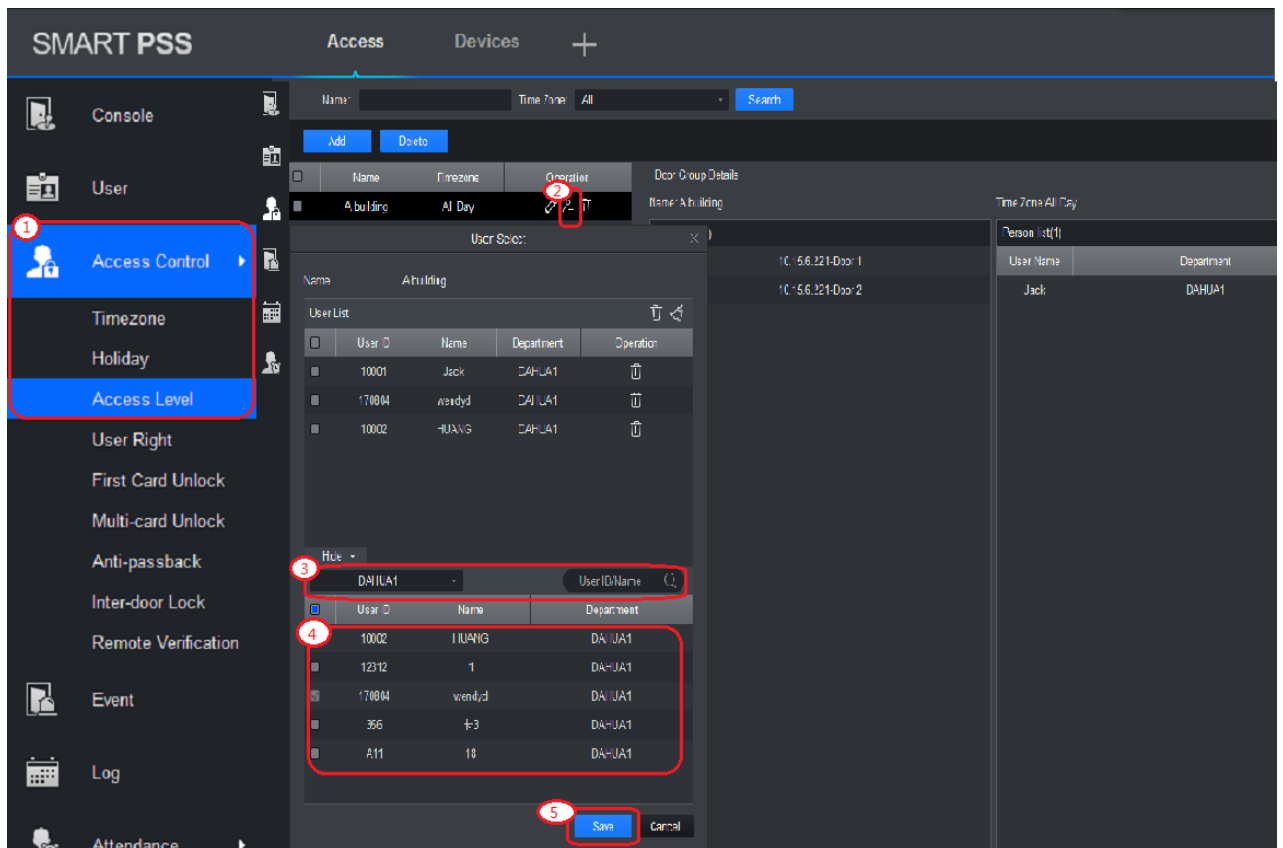 SMART PSS
Access
Devices
Console
User
1
Access Control
Timezone
Holiday
Access Level
User Right
First Card Unlock
Multi-card Unlock
Anti-passback
Inter-door Lock
Remote Verification
Event
Log
Attendance
Name:
Time Zone: All
Search
Add
Delete
Name
Timezone
Operation
A building
All Day
2
Door Group Details
Name: A building
Time Zone: All Day
10.15.6.221-Door 1
10.15.6.221-Door 2
Person list(1)
User Name
Department
Jack
DAHUA1
User Select
Name
A building
User List
User ID
Name
Department
Operation
10001
Jack
DAHUA1
170804
wendyd
DAHUA1
10002
HUANG
DAHUA1
Hide
3
DAHUA1
User ID/Name
User ID
Name
Department
4
10002
HUANG
DAHUA1
12312
1
DAHUA1
170804
wendyd
DAHUA1
DAHUA1
A11
18
DAHUA1
5
Save
Cancel